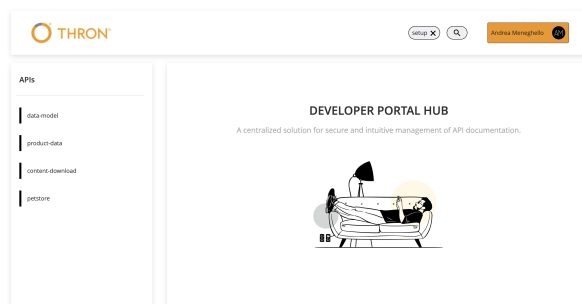 THRON
setup
Andrea Meneghello
AM
APIs
data-model
product-data
content-download
petstore
DEVELOPER PORTAL HUB
A centralized solution for secure and intuitive management of API documentation.